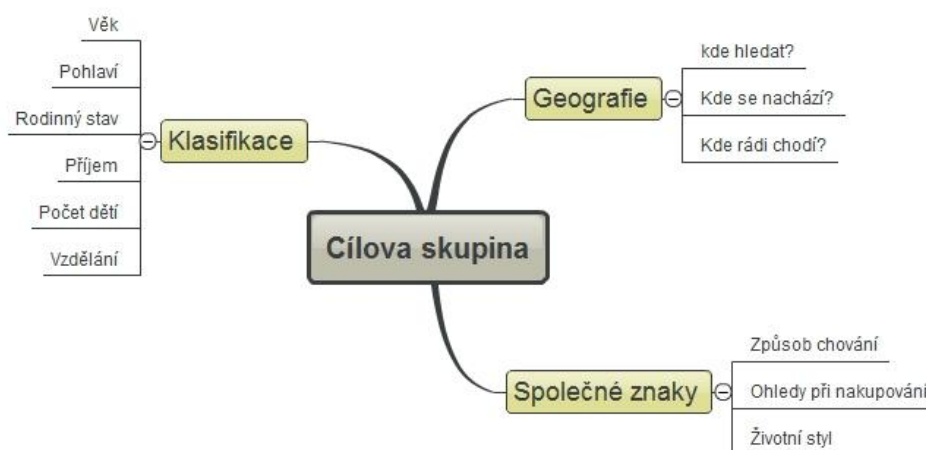 Věk
Pohlaví
Rodinný stav
Příjem
Počet dětí
Vzdělání
Klasifikace
Cílova skupina
Geografie
kde hledat?
Kde se nachází?
Kde rádi chodí?
Společné znaky
Způsob chování
Ohledy při nakupování
Životní styl